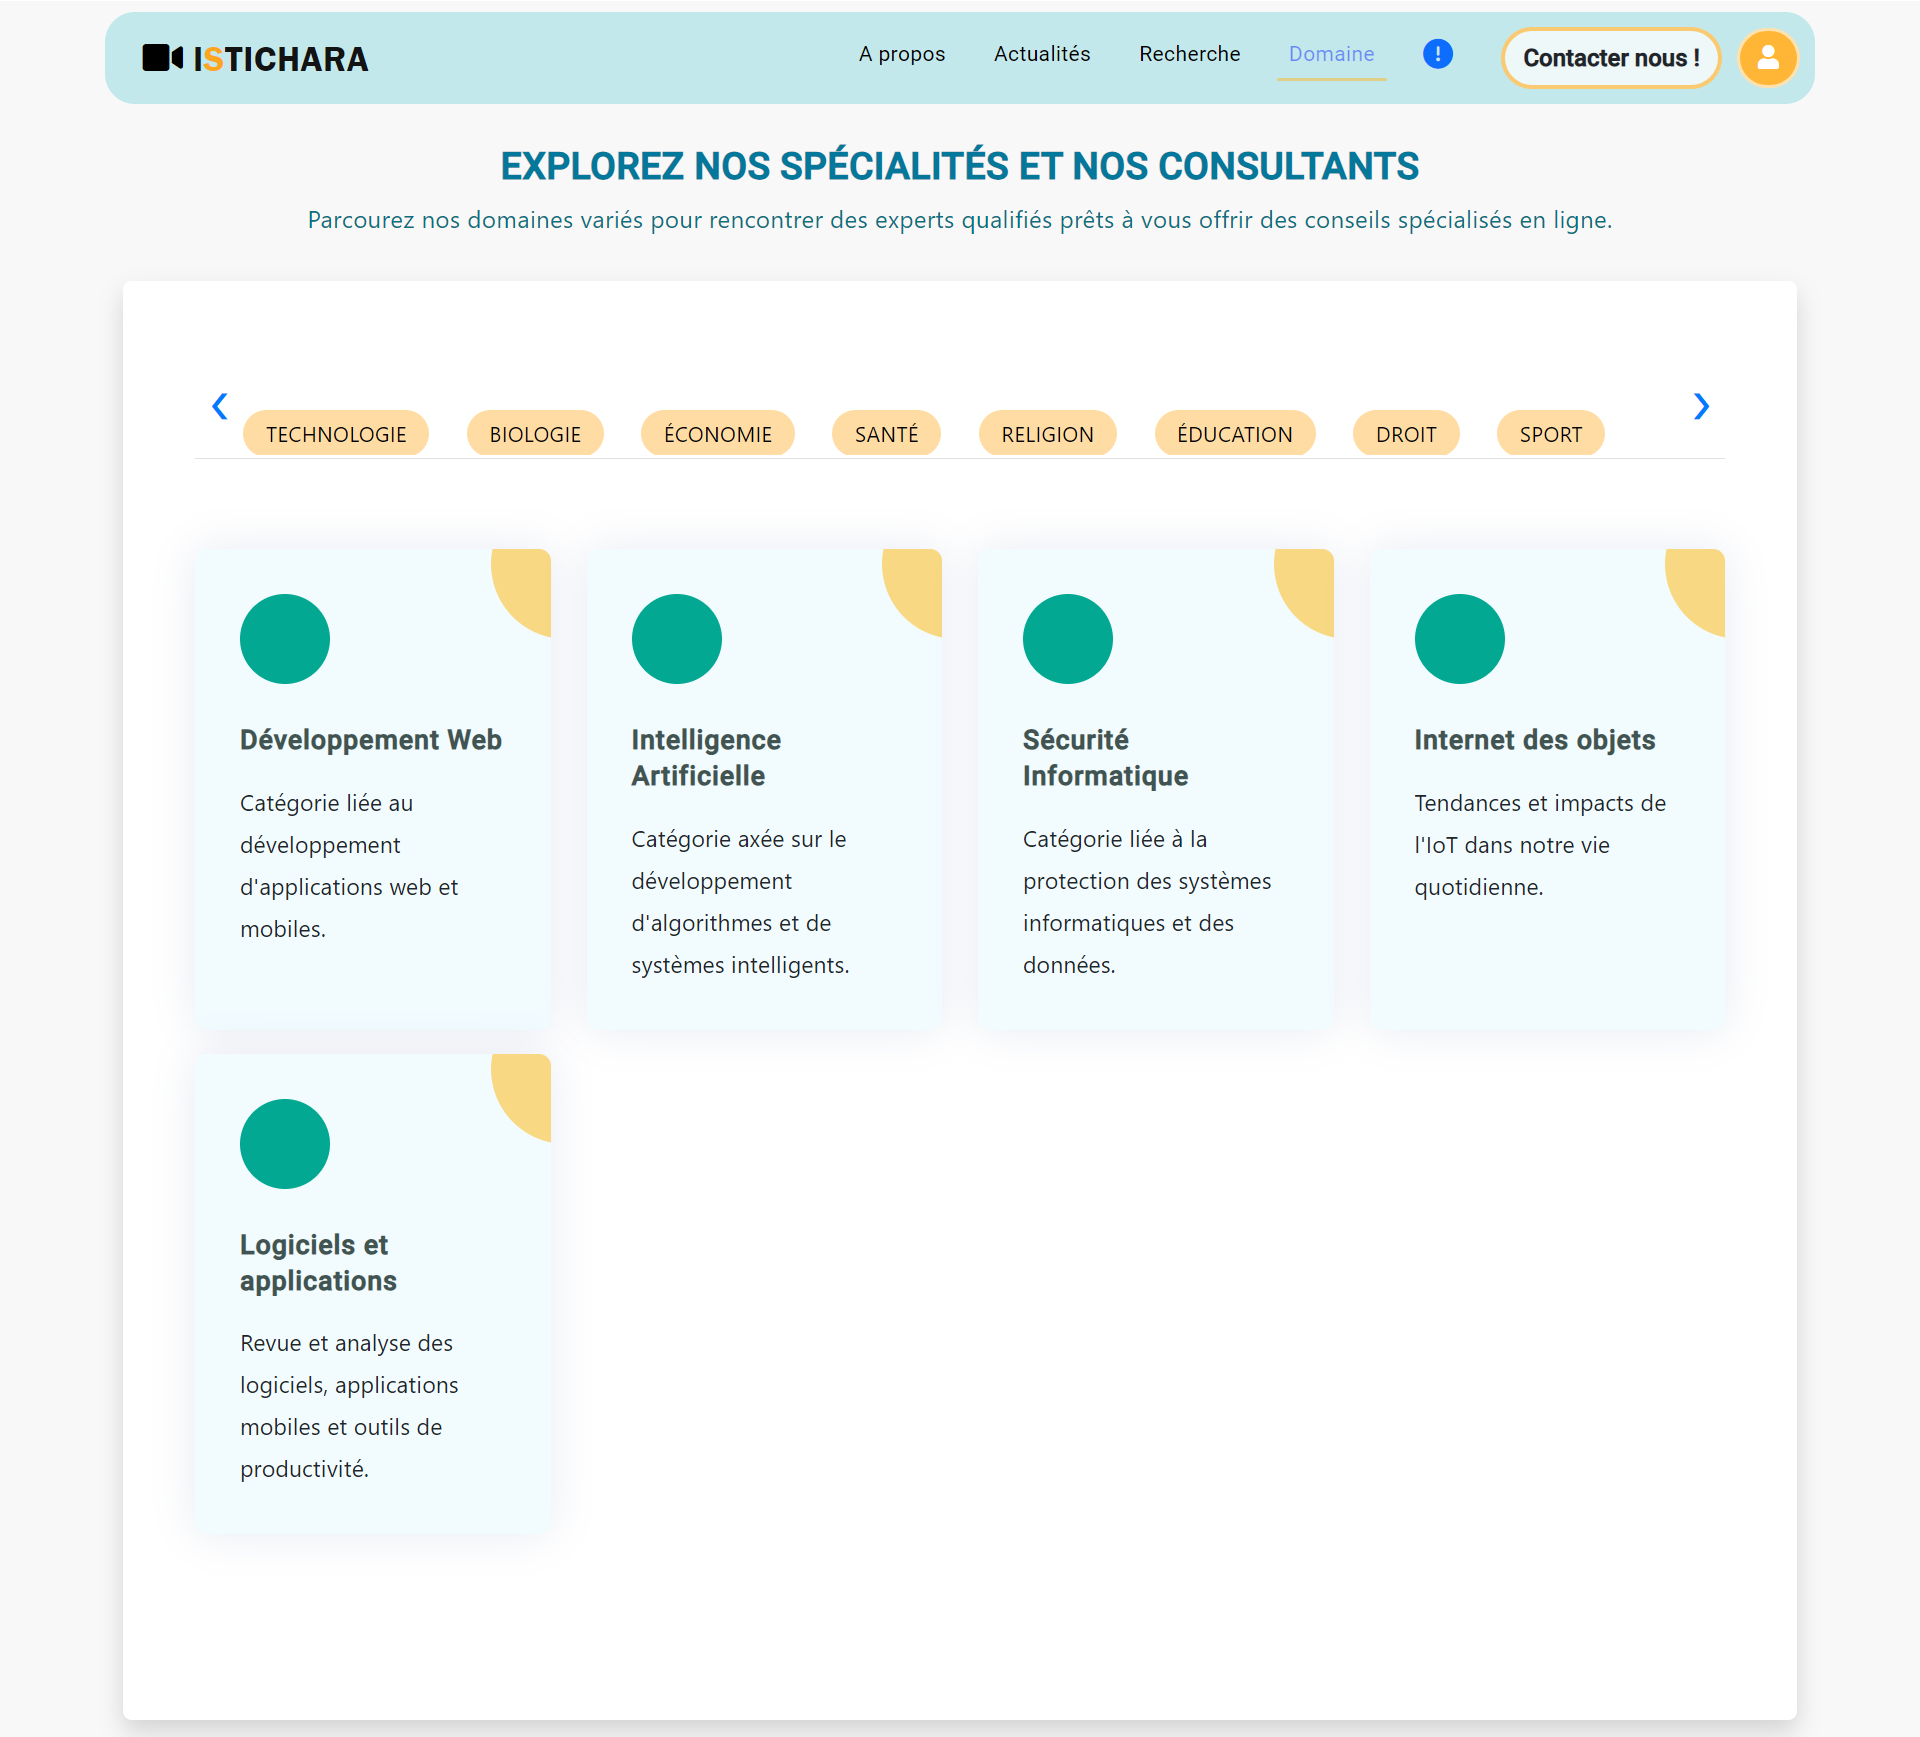 ISTICHARA
A propos
Actualités
Recherche
Domaine
!
Contacter nous !
EXPLOREZ NOS SPÉCIALITÉS ET NOS CONSULTANTS
Parcourez nos domaines variés pour rencontrer des experts qualifiés prêts à vous offrir des conseils spécialisés en ligne.
TECHNOLOGIE
BIOLOGIE
ÉCONOMIE
SANTÉ
RELIGION
ÉDUCATION
DROIT
SPORT
Développement Web
Catégorie liée au
développement
d'applications web et
mobiles.
Intelligence
Artificielle
Catégorie axée sur le
développement
d'algorithmes et de
systèmes intelligents.
Sécurité
Informatique
Catégorie liée à la
protection des systèmes
informatiques et des
données.
Internet des objets
Tendances et impacts de
l'IoT dans notre vie
quotidienne.
Logiciels et
applications
Revue et analyse des
logiciels, applications
mobiles et outils de
productivité.